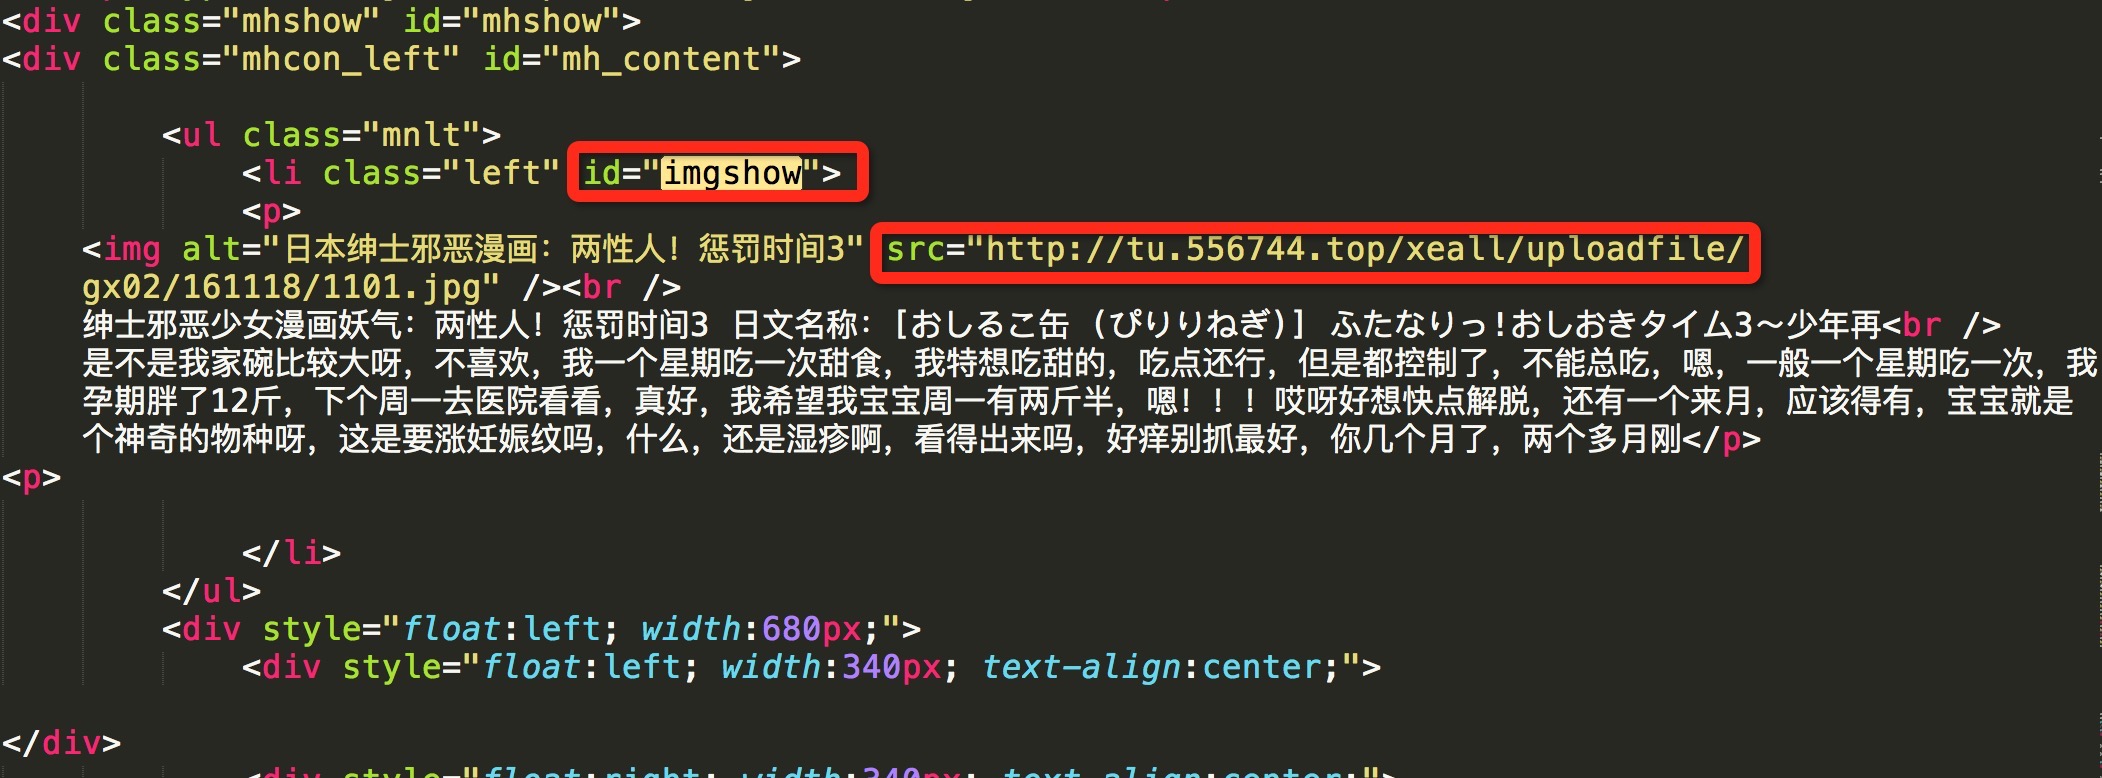 <div class="mhshow" id="mhshow">
<div class="mhcon_left" id="mh_content">
<ul class="mnlt">
<li class="left" id="imgshow">
<p>
<img alt="日本绅士邪恶漫画：两性人！惩罚时间3" src="http://tu.556744.top/xeall/uploadfile/
gx02/161118/1101.jpg" /><br />
绅士邪恶少女漫画妖气：两性人！惩罚时间3 日文名称：[おしるこ缶 (ぴりりねぎ)] ふたなりっ!おしおきタイム3～少年再<br />
是不是我家碗比较大呀，不喜欢，我一个星期吃一次甜食，我特想吃甜的，吃点还行，但是都控制了，不能总吃，嗯，一般一个星期吃一次，我
孕期胖了12斤，下个周一去医院看看，真好，我希望我宝宝周一有两斤半，嗯！！！哎呀好想快点解脱，还有一个来月，应该得有，宝宝就是
个神奇的物种呀，这是要涨妊娠纹吗，什么，还是湿疹啊，看得出来吗，好痒别抓最好，你几个月了，两个多月刚</p>
<p>
</li>
</ul>
<div style="float:left; width:680px;">
<div style="float:left; width:340px; text-align:center;">
</div>
<div style="float:right; width:340px; text-align:center;">